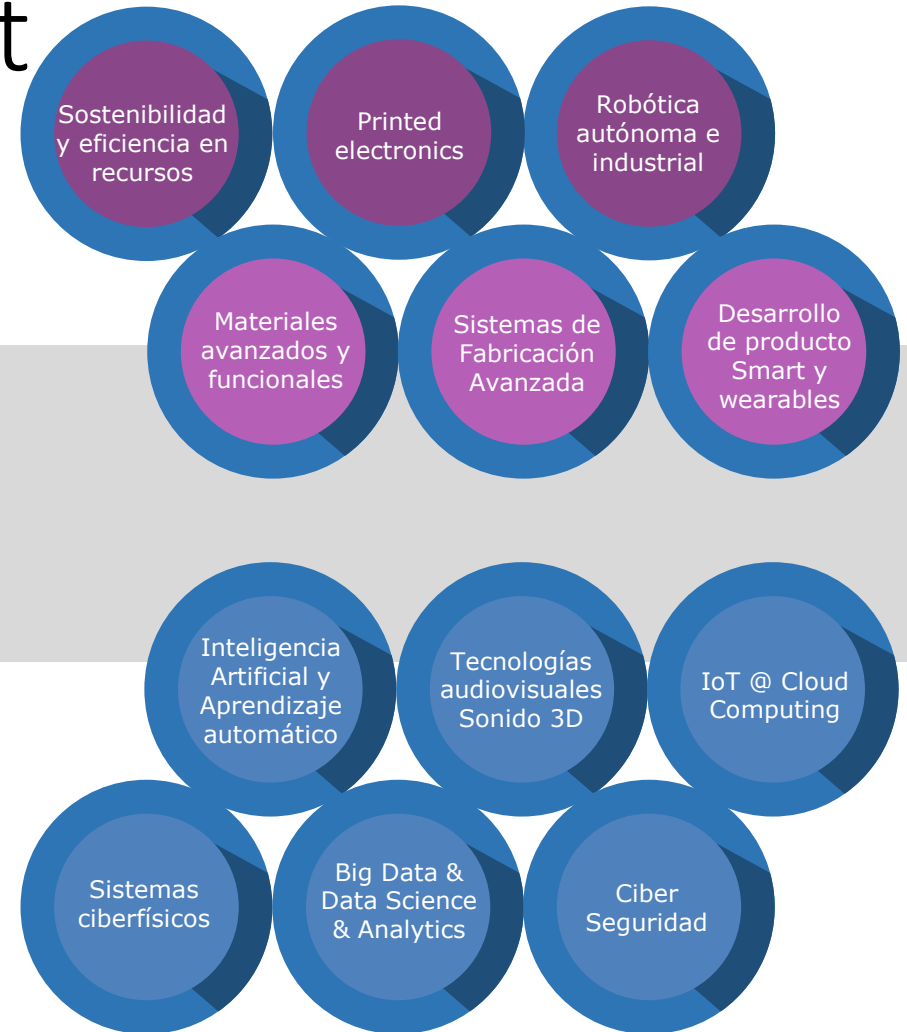 t
Sostenibilidad
y eficiencia en
recursos
Printed
electronics
Robótica
autónoma e
industrial
Materiales
avanzados y
funcionales
Sistemas de
Fabricación
Avanzada
Desarrollo
de producto
Smart y
wearables
Inteligencia
Artificial y
Aprendizaje
automático
Tecnologías
audiovisuales
Sonido 3D
IoT @ Cloud
Computing
Sistemas
ciberfísicos
Big Data &
Data Science
& Analytics
Ciber
Seguridad